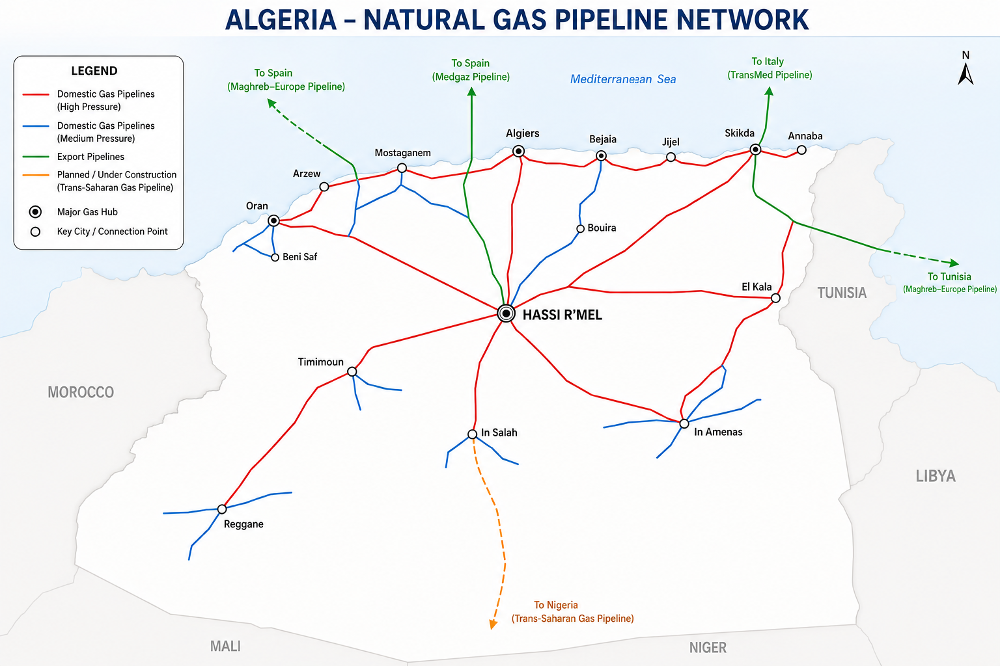 ALGERIA – NATURAL GAS PIPELINE NETWORK
LEGEND
Domestic Gas Pipelines
(High Pressure)
Domestic Gas Pipelines
(Medium Pressure)
Export Pipelines
Planned / Under Construction
(Trans-Saharan Gas Pipeline)
Major Gas Hub
Key City / Connection Point
To Spain
(Maghreb–Europe Pipeline)
To Spain
(Medgaz Pipeline)
Mediterranean Sea
To Italy
(TransMed Pipeline)
N
Algiers
Bejaia
Jijel
Skikda
Annaba
Mostaganem
Arzew
Oran
Beni Saf
Bouira
El Kala
To Tunisia
(Maghreb–Europe Pipeline)
TUNISIA
HASSI R'MEL
Timimoun
MOROCCO
In Salah
In Amenas
LIBYA
Reggane
To Nigeria
(Trans-Saharan Gas Pipeline)
MALI
NIGER